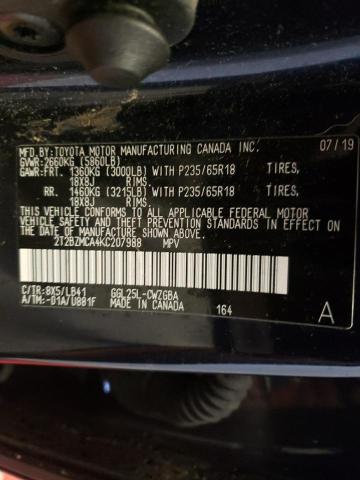 MFD.BY:TOYOTA MOTOR MANUFACTURING CANADA INC. 07/19
GVWR:2660KG (5860LB)
GAWR:FRT. 1360KG (3000LB) WITH P235/65R18 TIRES,
18X8J RIMS.
RR. 1460KG (3215LB) WITH P235/65R18 TIRES,
18X8J RIMS.
THIS VEHICLE CONFORMS TO ALL APPLICABLE FEDERAL MOTOR
VEHICLE SAFETY AND THEFT PREVENTION STANDARDS IN EFFECT ON
THE DATE OF MANUFACTURE SHOWN ABOVE.
2T2BZMCA4KC207988 MPV
C/TR:8X5/LB41 GGL25L-CWZGBA
A/TM:-01A/U881F MADE IN CANADA 164 A